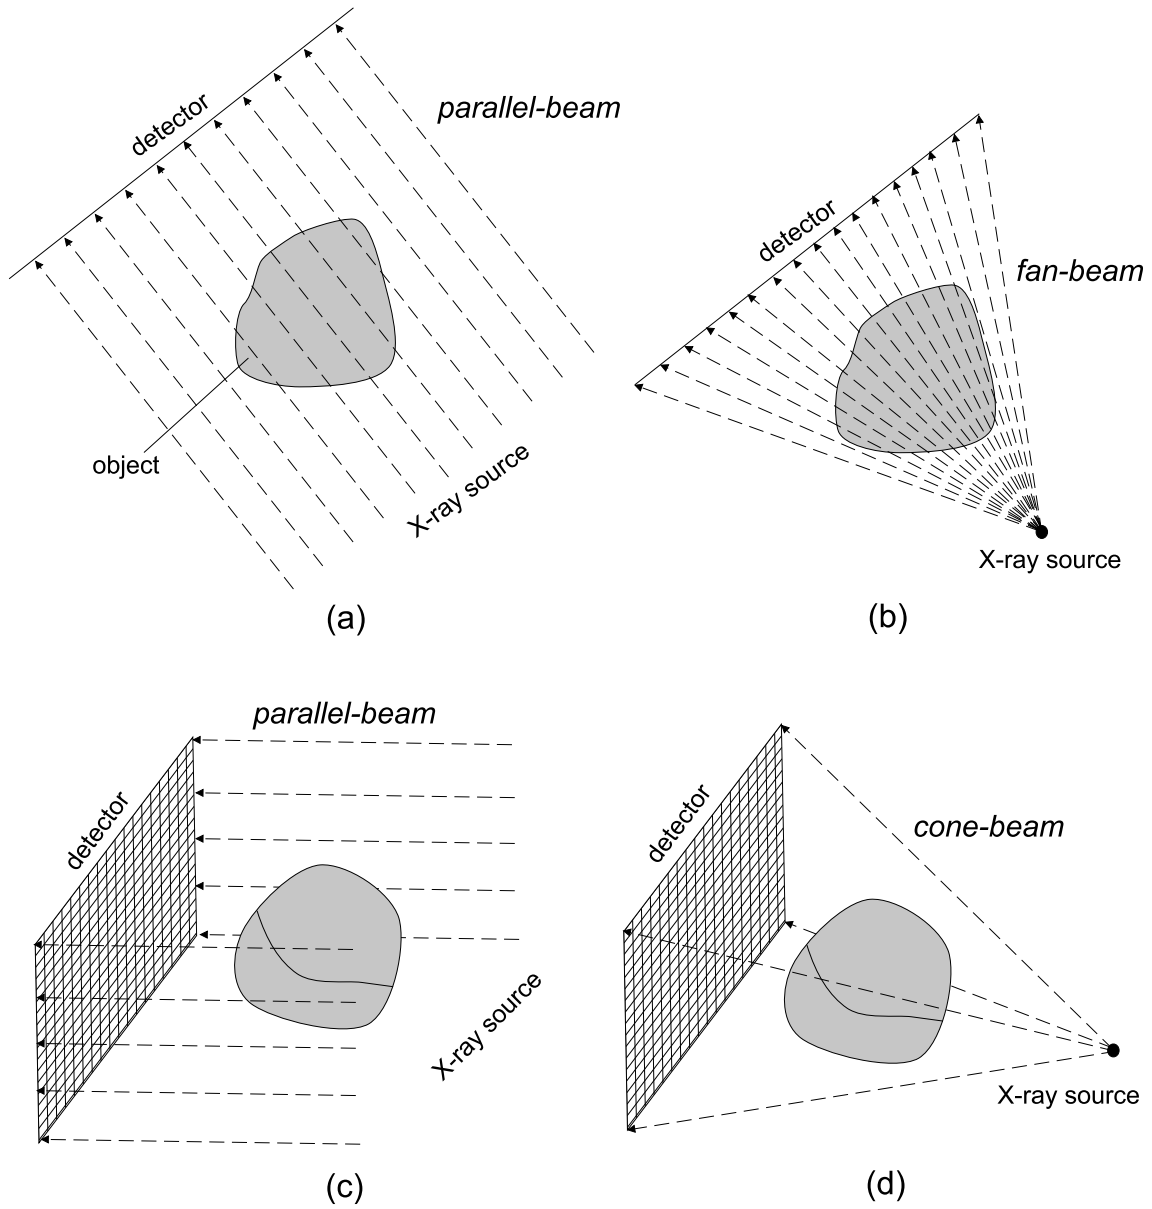 detector
parallel-beam
object
X-ray source
(a)
detector
fan-beam
X-ray source
(b)
parallel-beam
detector
X-ray source
(c)
detector
cone-beam
X-ray source
(d)